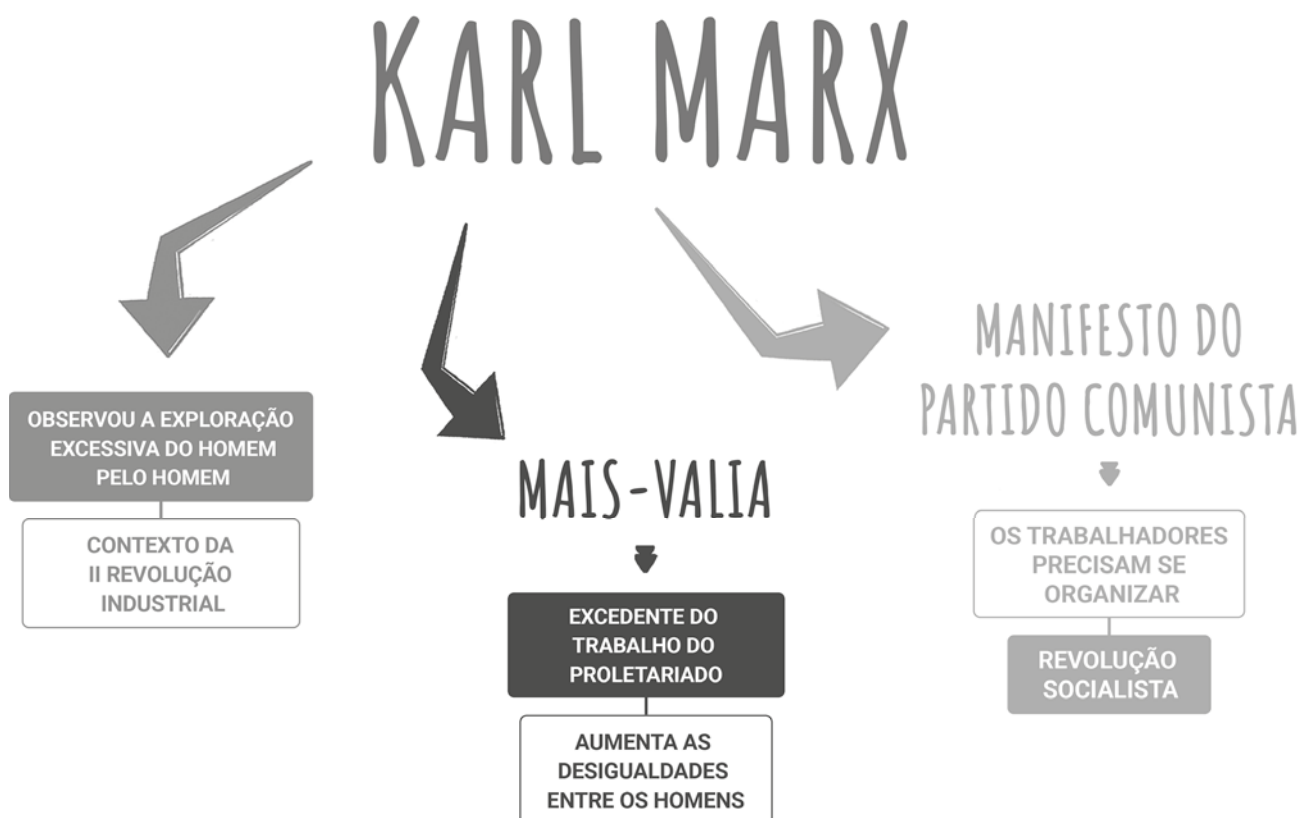 KARL MARX
OBSERVOU A EXPLORAÇÃO
EXCESSIVA DO HOMEM
PELO HOMEM
CONTEXTO DA
II REVOLUÇÃO
INDUSTRIAL
MAIS-VALIA
EXCEDENTE DO
TRABALHO DO
PROLETARIADO
AUMENTA AS
DESIGUALDADES
ENTRE OS HOMENS
MANIFESTO DO
PARTIDO COMUNISTA
OS TRABALHADORES
PRECISAM SE
ORGANIZAR
REVOLUÇÃO
SOCIALISTA